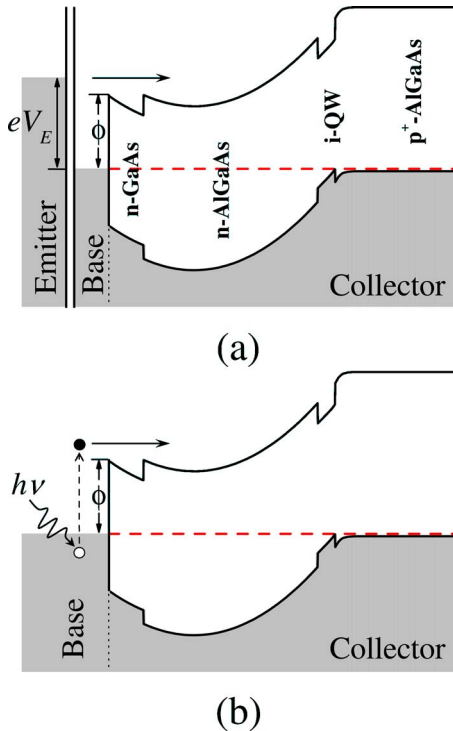 eV_E
ϕ
Emitter
Base
n-GaAs
n-AlGaAs
i-QW
p⁺-AlGaAs
Collector
(a)
hν
ϕ
Base
Collector
(b)